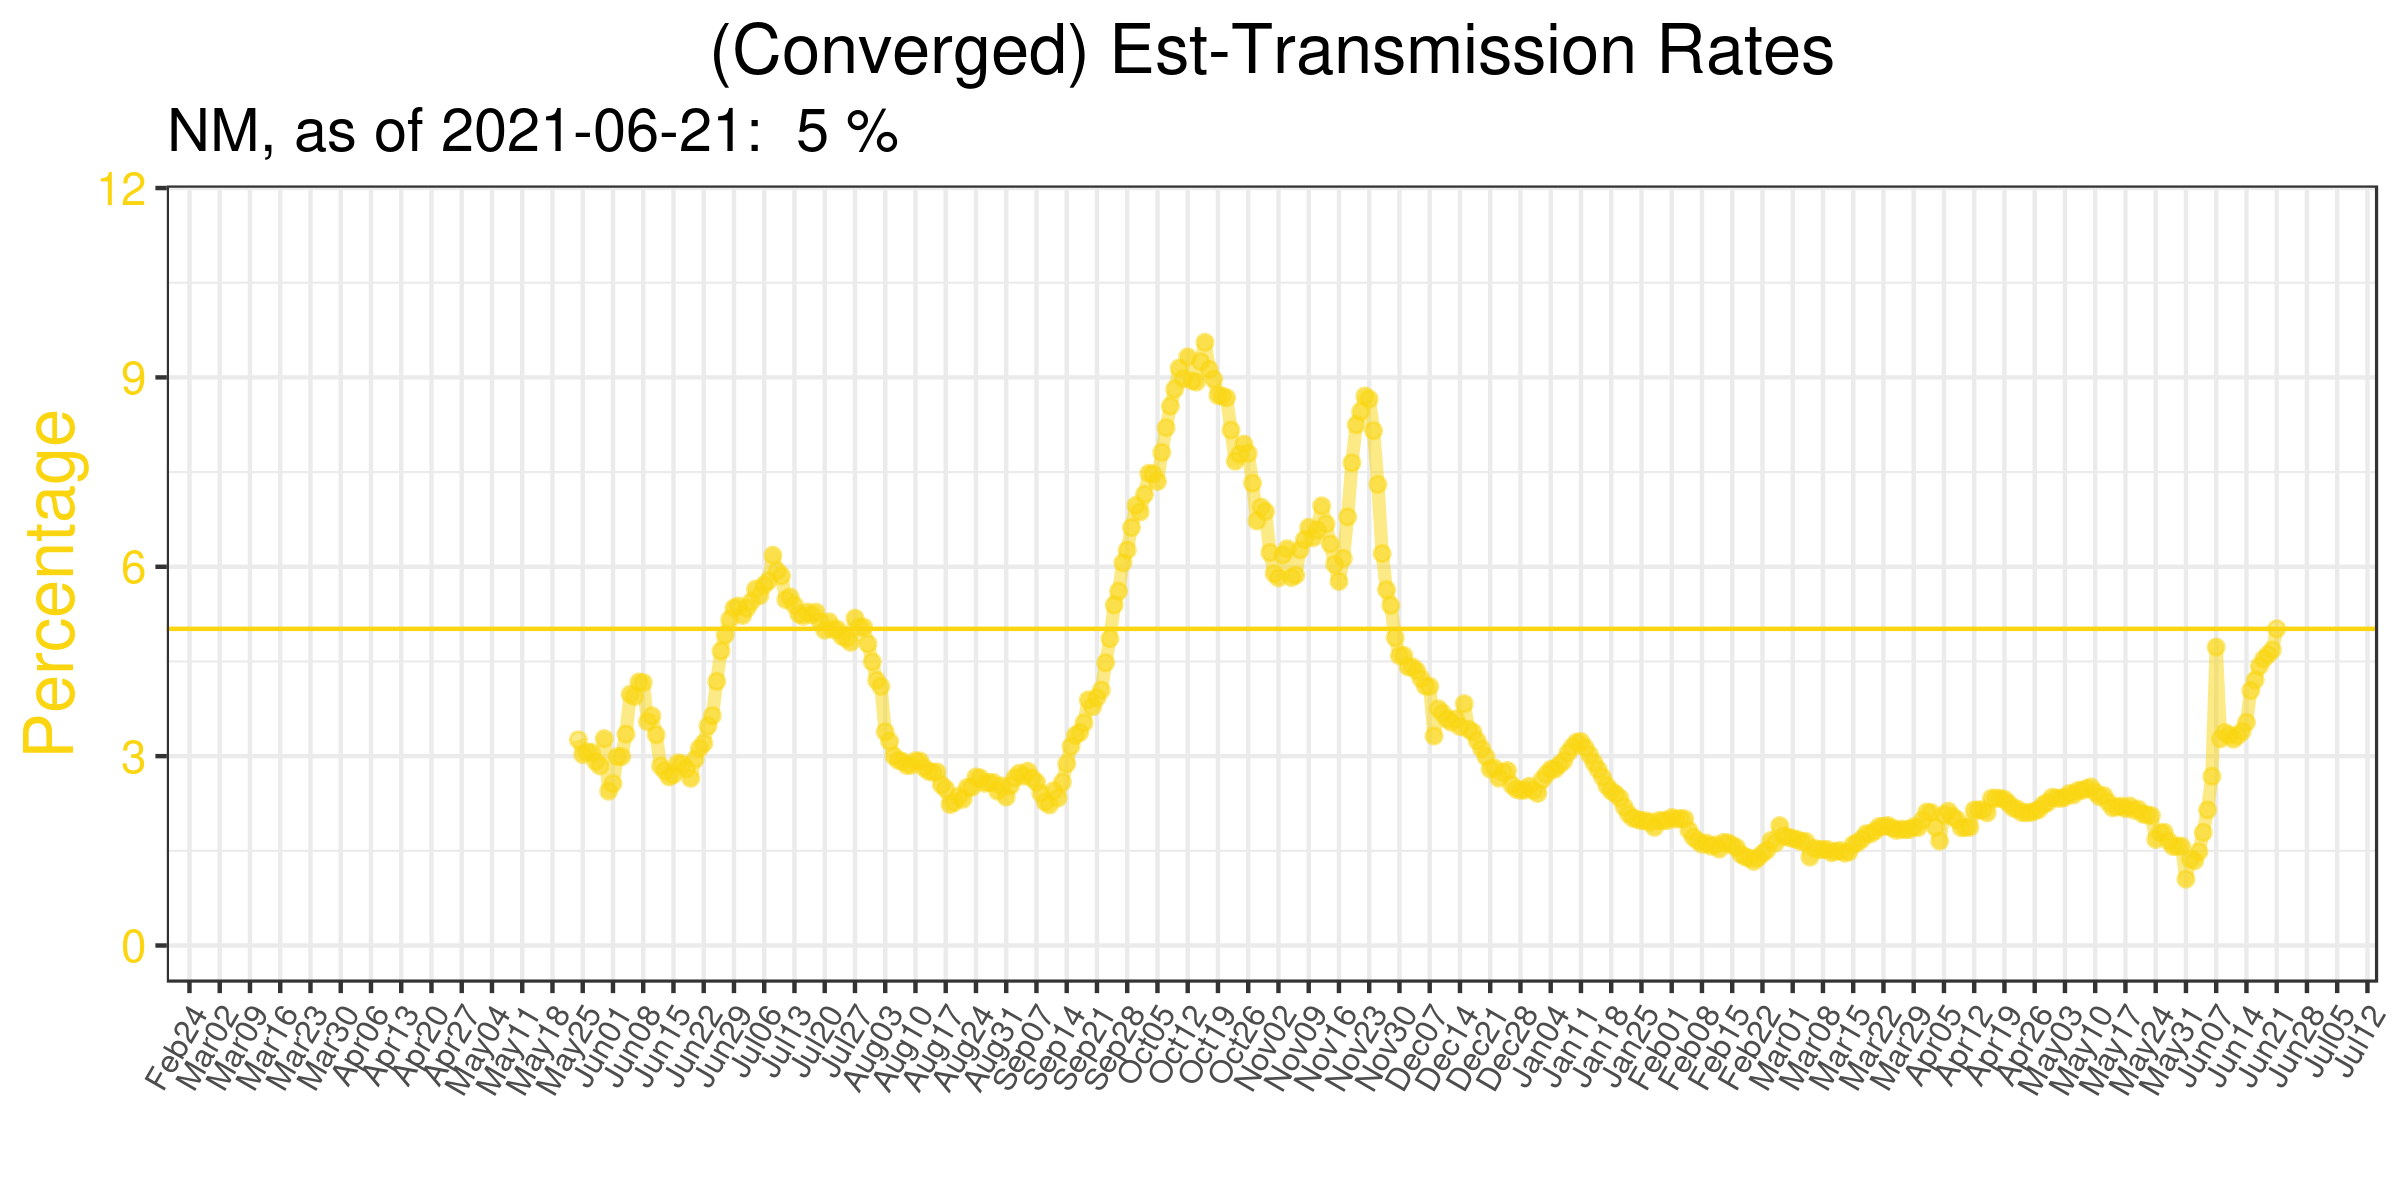 (Converged) Est-Transmission Rates
NM, as of 2021-06-21:  5 %
Percentage
12
9
6
3
0
Feb24
Mar02
Mar09
Mar16
Mar23
Mar30
Apr06
Apr13
Apr20
Apr27
May04
May11
May18
May25
Jun01
Jun08
Jun15
Jun22
Jun29
Jul06
Jul13
Jul20
Jul27
Aug03
Aug10
Aug17
Aug24
Aug31
Sep07
Sep14
Sep21
Sep28
Oct05
Oct12
Oct19
Oct26
Nov02
Nov09
Nov16
Nov23
Nov30
Dec07
Dec14
Dec21
Dec28
Jan04
Jan11
Jan18
Jan25
Feb01
Feb08
Feb15
Feb22
Mar01
Mar08
Mar15
Mar22
Mar29
Apr05
Apr12
Apr19
Apr26
May03
May10
May17
May24
May31
Jun07
Jun14
Jun21
Jun28
Jul05
Jul12